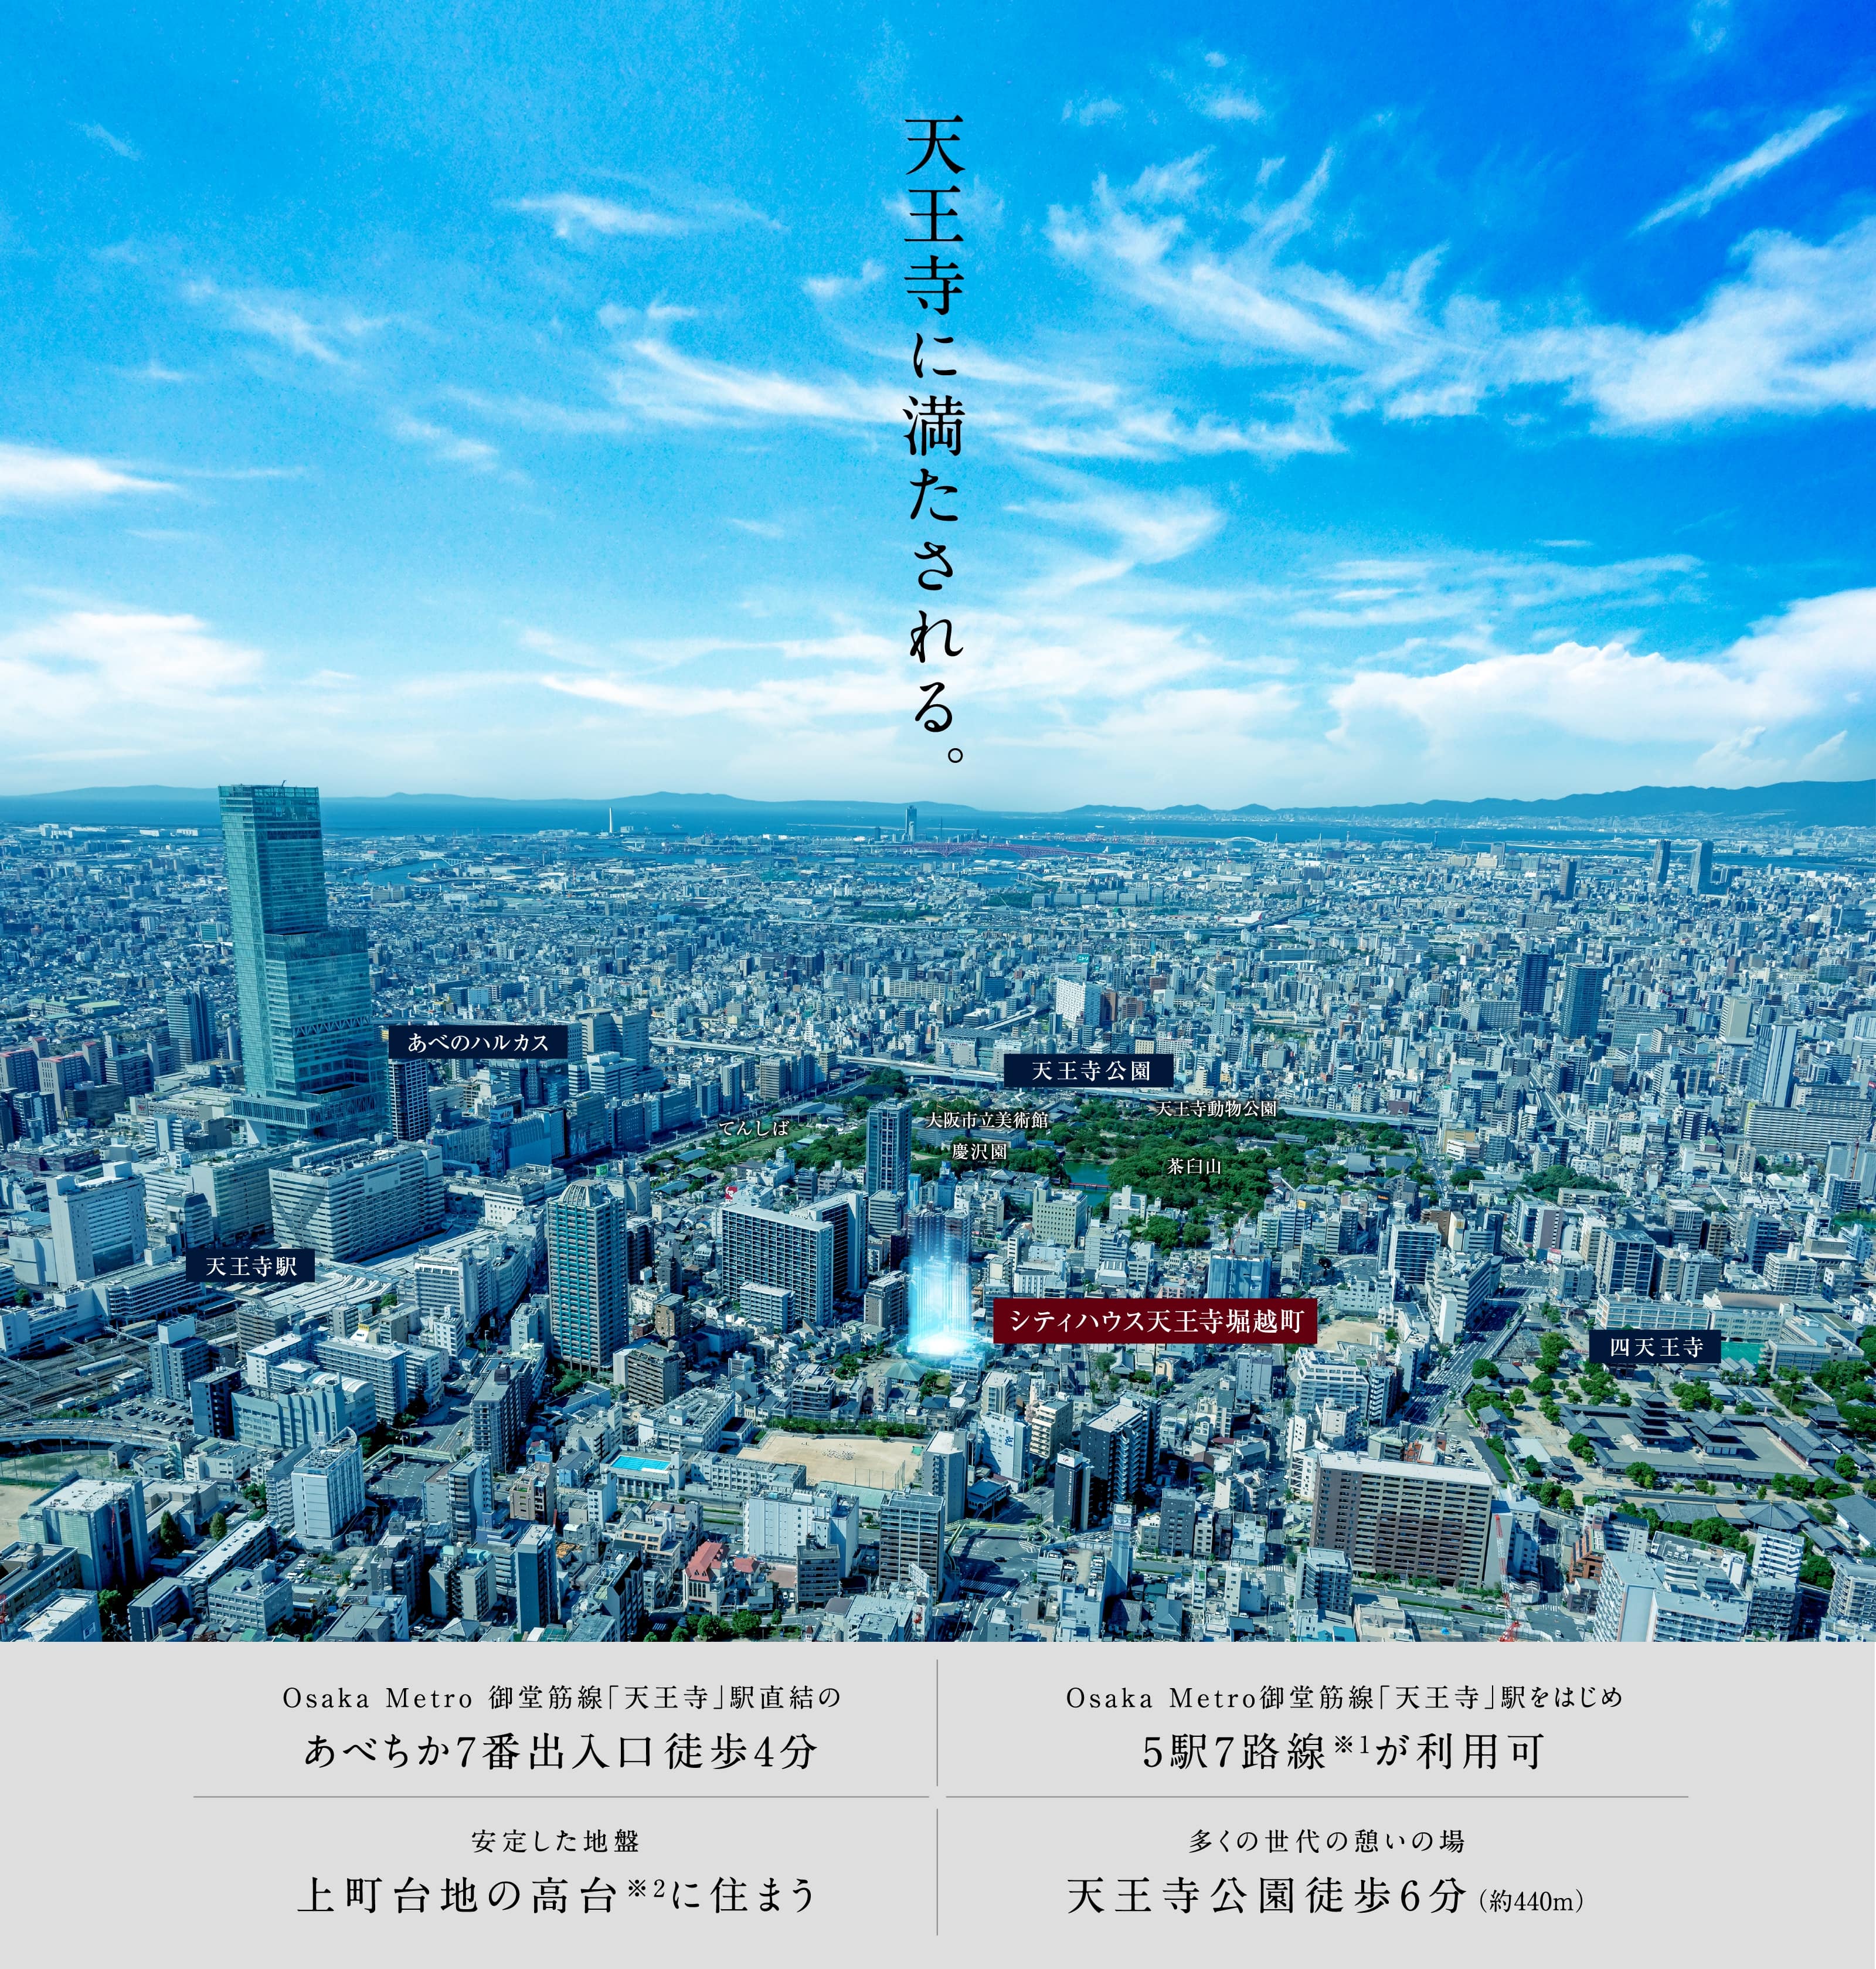 天王寺に満たされる。
あべのハルカス
天王寺公園
天王寺動物公園
大阪市立美術館
てんしば
慶沢園
茶臼山
天王寺駅
シティハウス天王寺堀越町
四天王寺
Osaka Metro 御堂筋線「天王寺」駅直結の
あべちか7番出入口徒歩4分
Osaka Metro御堂筋線「天王寺」駅をはじめ
5駅7路線※1が利用可
安定した地盤
上町台地の高台※2に住まう
多くの世代の憩いの場
天王寺公園徒歩6分（約440m）